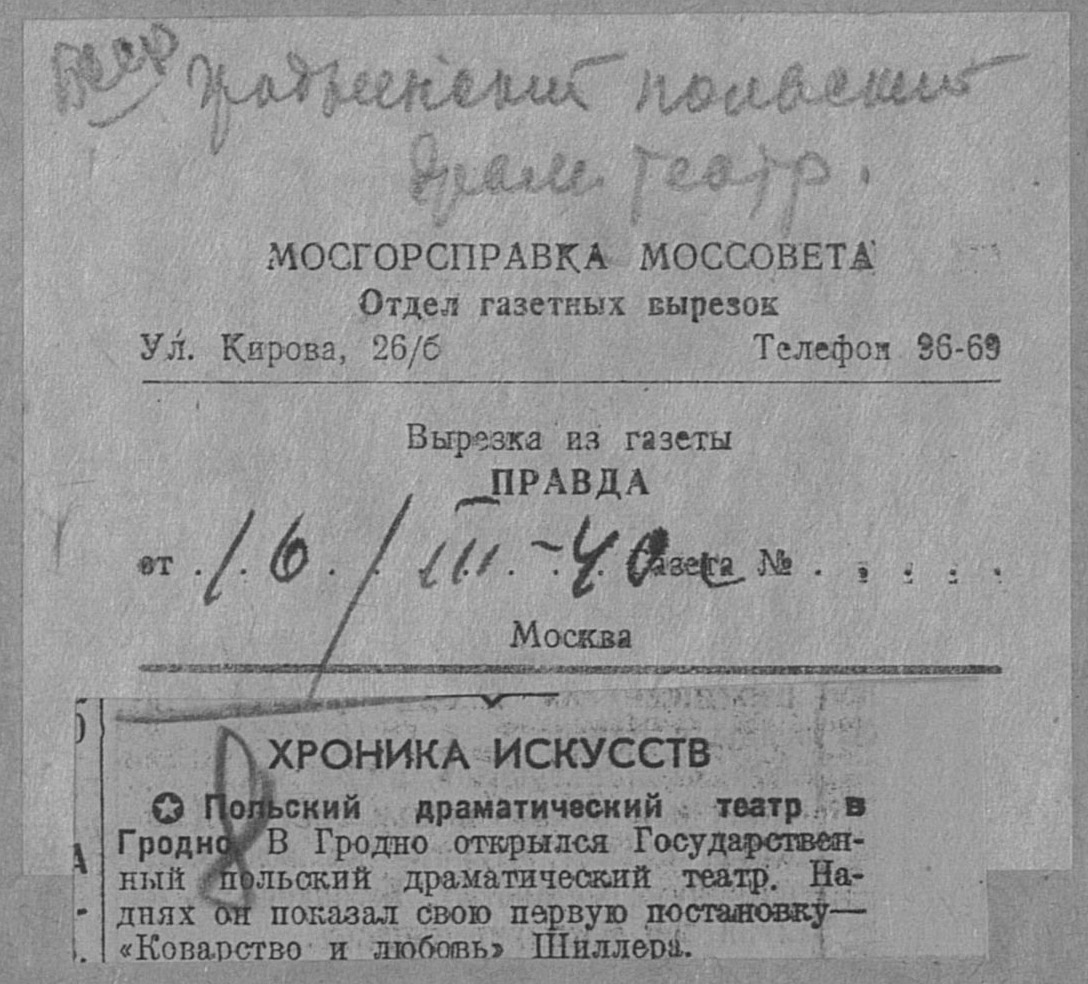 БССР Гродненский польский
драм. театр.
МОСГОРСПРАВКА МОССОВЕТА
Отдел газетных вырезок
Ул. Кирова, 26/б Телефон 96-69
Вырезка из газеты
ПРАВДА
от . 16 / III - 40 Газета № . . . . .
Москва
ХРОНИКА ИСКУССТВ
Польский драматический театр в
Гродно. В Гродно открылся Государствен-
ный польский драматический театр. На-
днях он показал свою первую постановку—
«Коварство и любовь» Шиллера.